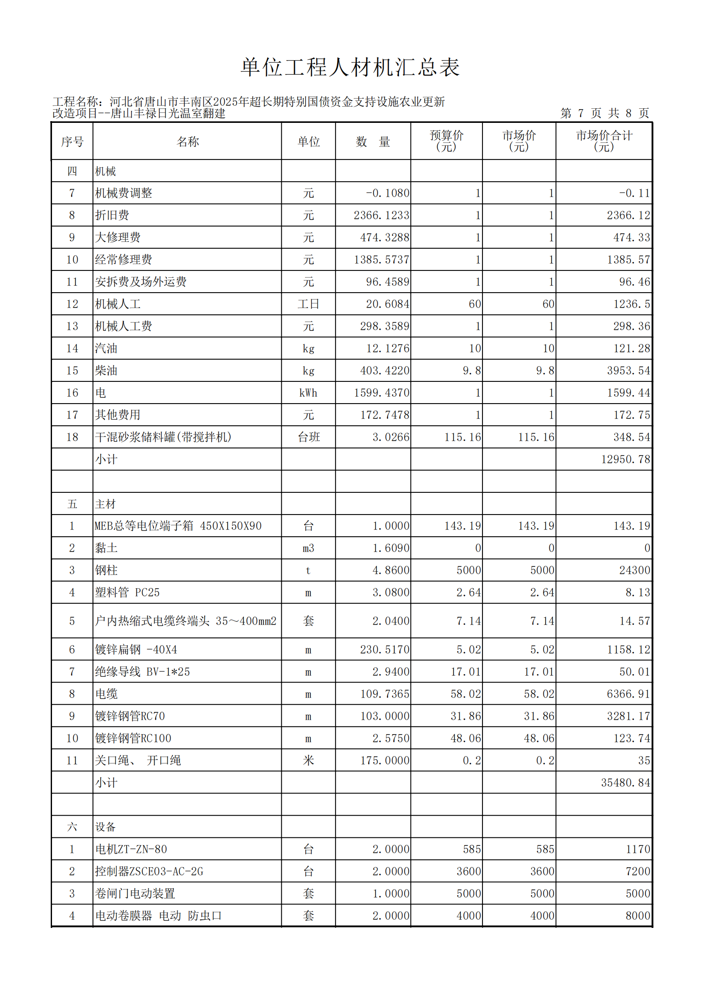 单位工程人材机汇总表
工程名称：河北省唐山市丰南区2025年超长期特别国债资金支持设施农业更新
改造项目--唐山丰禄日光温室翻建 第 7 页 共 8 页
序号 名称 单位 数 量 预算价(元) 市场价(元) 市场价合计(元)
四 机械
7 机械费调整 元 -0.1080 1 1 -0.11
8 折旧费 元 2366.1233 1 1 2366.12
9 大修理费 元 474.3288 1 1 474.33
10 经常修理费 元 1385.5737 1 1 1385.57
11 安拆费及场外运费 元 96.4589 1 1 96.46
12 机械人工 工日 20.6084 60 60 1236.5
13 机械人工费 元 298.3589 1 1 298.36
14 汽油 kg 12.1276 10 10 121.28
15 柴油 kg 403.4220 9.8 9.8 3953.54
16 电 kWh 1599.4370 1 1 1599.44
17 其他费用 元 172.7478 1 1 172.75
18 干混砂浆储料罐(带搅拌机) 台班 3.0266 115.16 115.16 348.54
小计 12950.78
五 主材
1 MEB总等电位端子箱 450X150X90 台 1.0000 143.19 143.19 143.19
2 黏土 m3 1.6090 0 0 0
3 钢柱 t 4.8600 5000 5000 24300
4 塑料管 PC25 m 3.0800 2.64 2.64 8.13
5 户内热缩式电缆终端头 35～400mm2 套 2.0400 7.14 7.14 14.57
6 镀锌扁钢 -40X4 m 230.5170 5.02 5.02 1158.12
7 绝缘导线 BV-1*25 m 2.9400 17.01 17.01 50.01
8 电缆 m 109.7365 58.02 58.02 6366.91
9 镀锌钢管RC70 m 103.0000 31.86 31.86 3281.17
10 镀锌钢管RC100 m 2.5750 48.06 48.06 123.74
11 关口绳、 开口绳 米 175.0000 0.2 0.2 35
小计 35480.84
六 设备
1 电机ZT-ZN-80 台 2.0000 585 585 1170
2 控制器ZSCE03-AC-2G 台 2.0000 3600 3600 7200
3 卷闸门电动装置 套 1.0000 5000 5000 5000
4 电动卷膜器 电动 防虫口 套 2.0000 4000 4000 8000